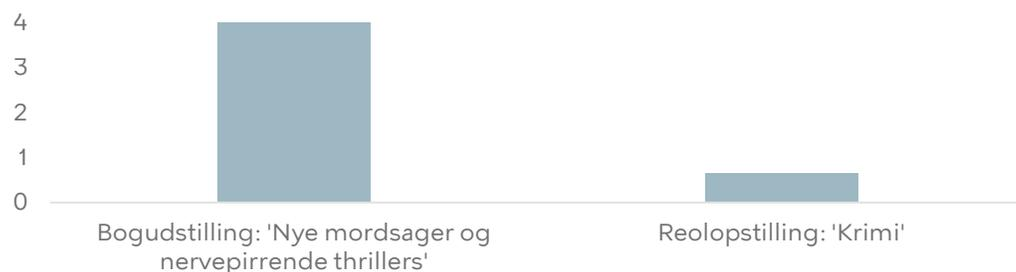 4
3
2
1
0
Bogudstilling: 'Nye mordsager og
nervepirrende thrillers'
Reolopstilling: 'Krimi'